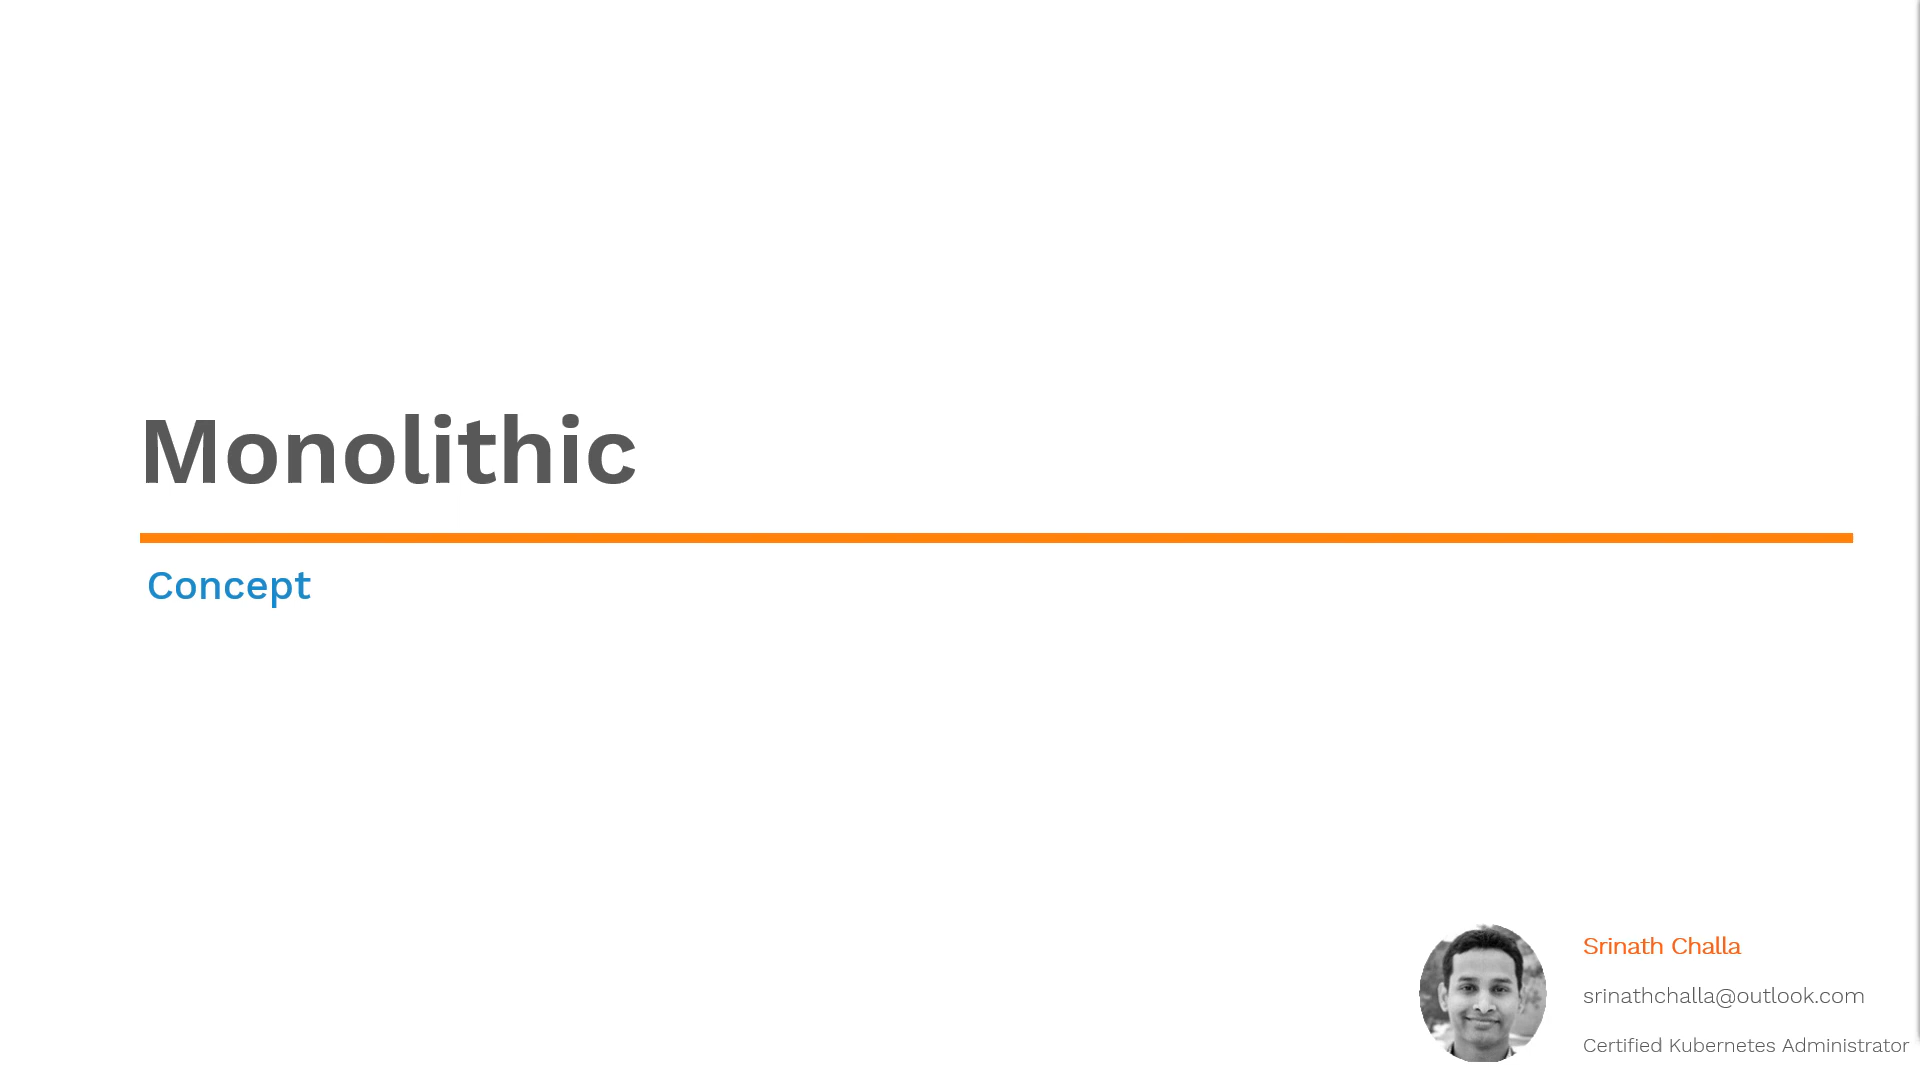 Monolithic
Concept
Srinath Challa
srinathchalla@outlook.com
Certified Kubernetes Administrator